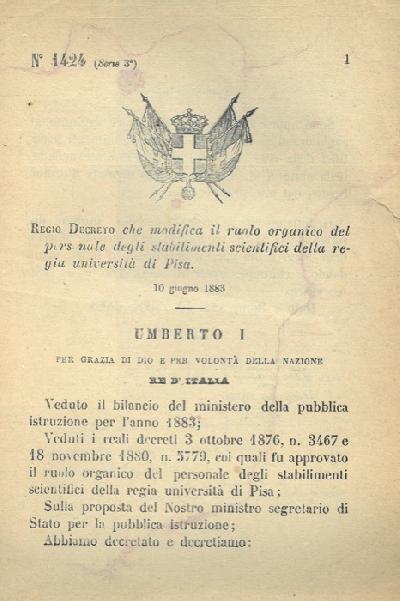 N° 1424 (Serie 3ª) 1
REGIO DECRETO che modifica il ruolo organico del
pers nale degli stabilimenti scientifici della re-
gia università di Pisa.
10 giugno 1883
UMBERTO I
PER GRAZIA DI DIO E PER VOLONTÀ DELLA NAZIONE
RE D'ITALIA
Veduto il bilancio del ministero della pubblica
istruzione per l'anno 1883;
Veduti i reali decreti 3 ottobre 1876, n. 3467 e
18 novembre 1880, n. 5779, coi quali fu approvato
il ruolo organico del personale degli stabilimenti
scientifici della regia università di Pisa;
Sulla proposta del Nostro ministro segretario di
Stato per la pubblica istruzione;
Abbiamo decretato e decretiamo: